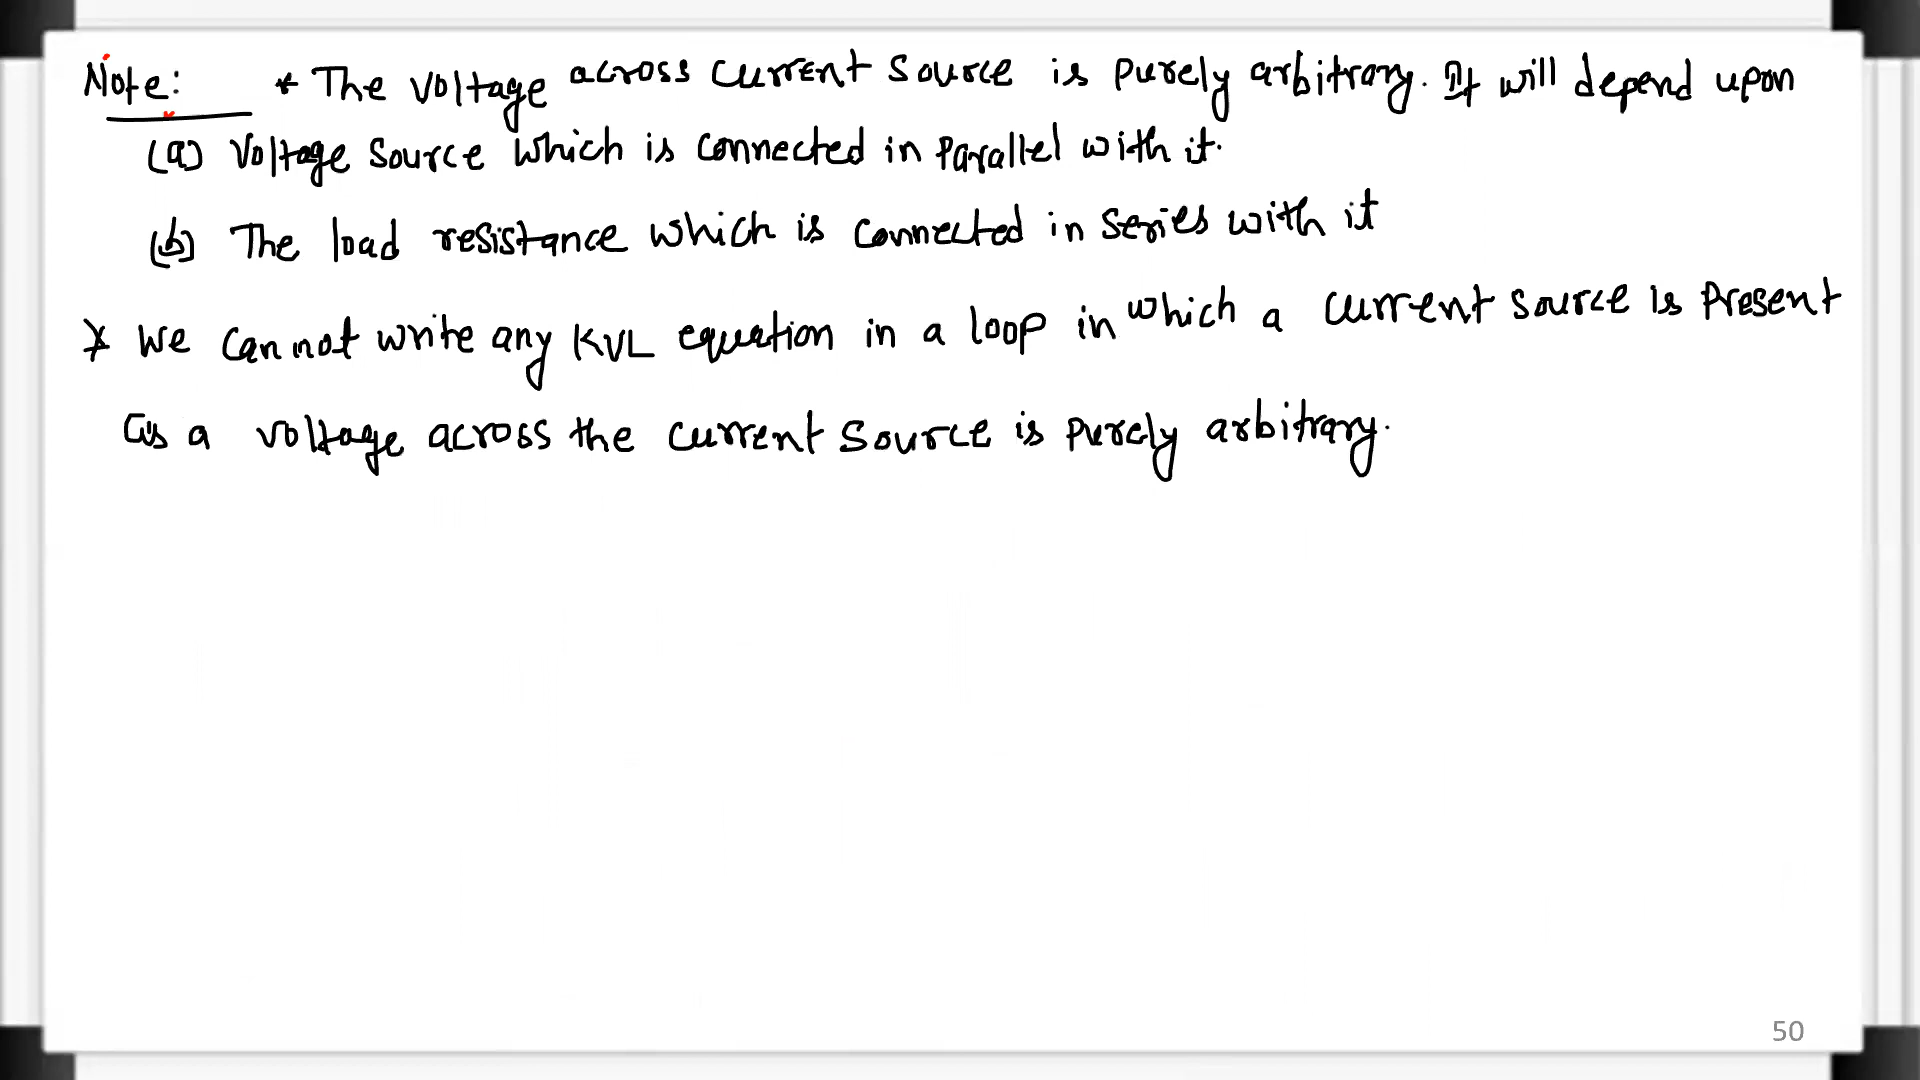 Note: * The voltage across current source is purely arbitrary. It will depend upon
(a) Voltage source which is connected in parallel with it.
(b) The load resistance which is connected in series with it
* We cannot write any KVL equation in a loop in which a current source is present
as a voltage across the current source is purely arbitrary.
50